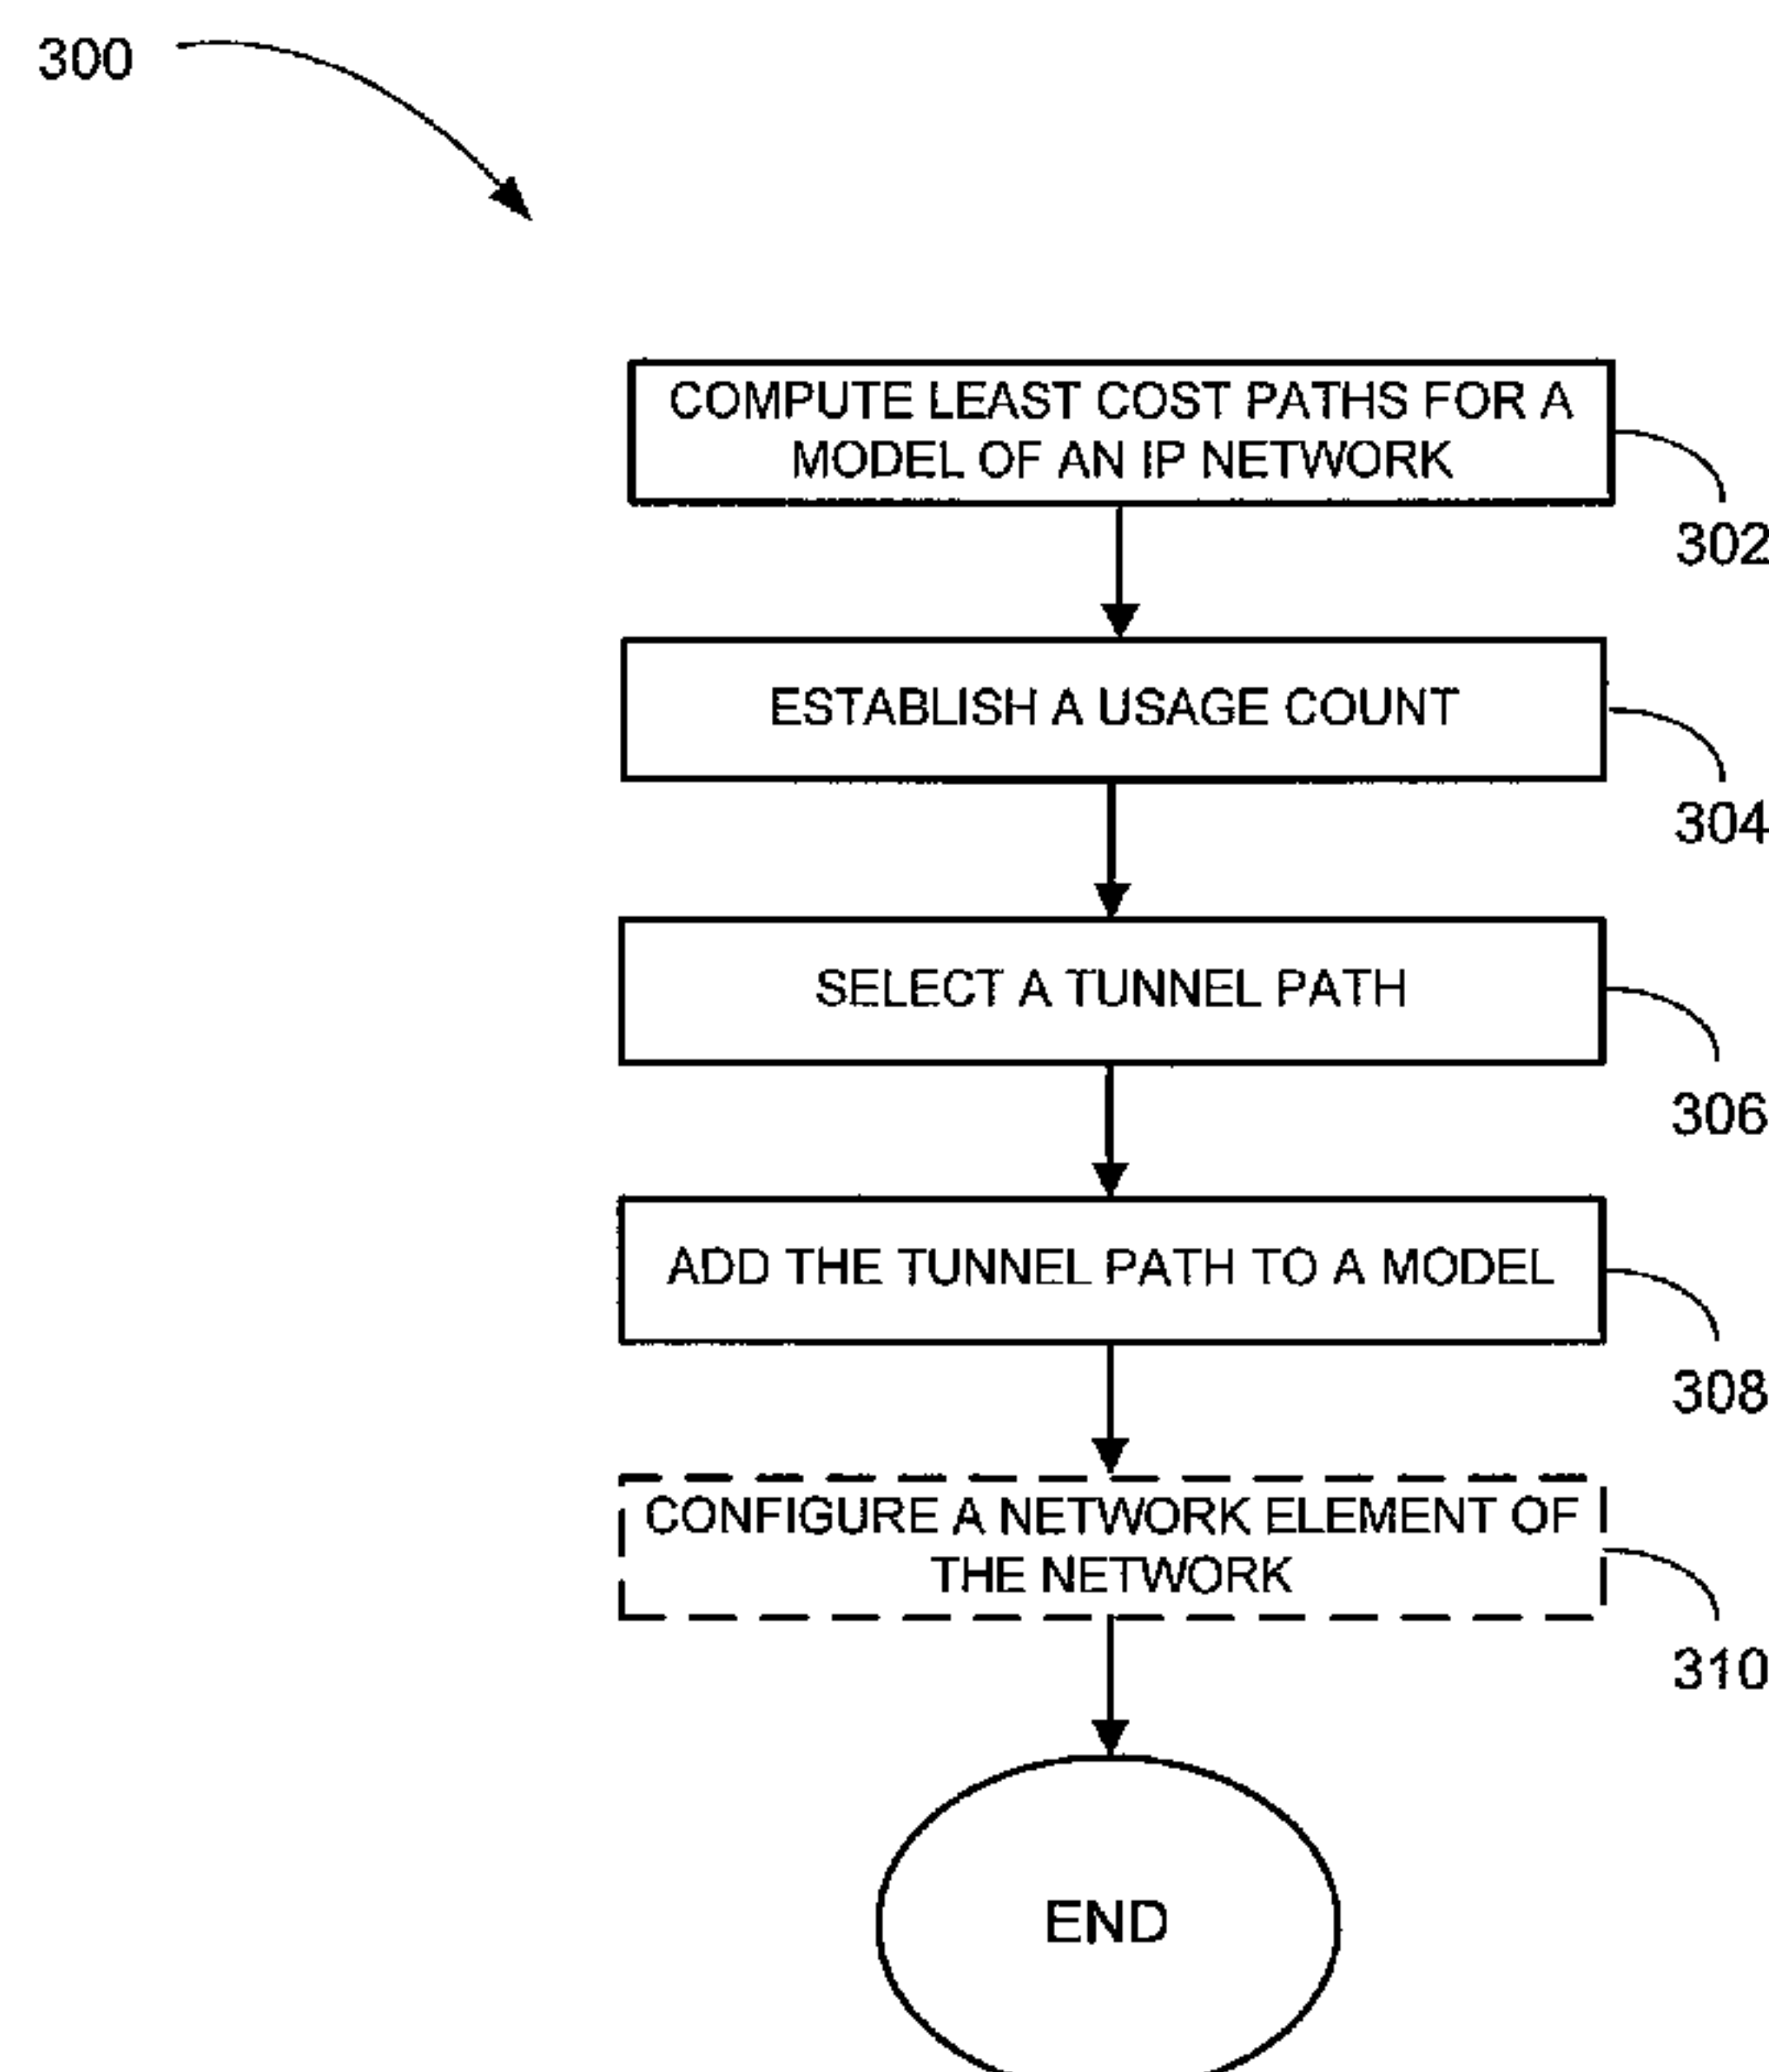 300
COMPUTE LEAST COST PATHS FOR A
MODEL OF AN IP NETWORK
302
ESTABLISH A USAGE COUNT
304
SELECT A TUNNEL PATH
306
ADD THE TUNNEL PATH TO A MODEL
308
CONFIGURE A NETWORK ELEMENT OF
THE NETWORK
310
END